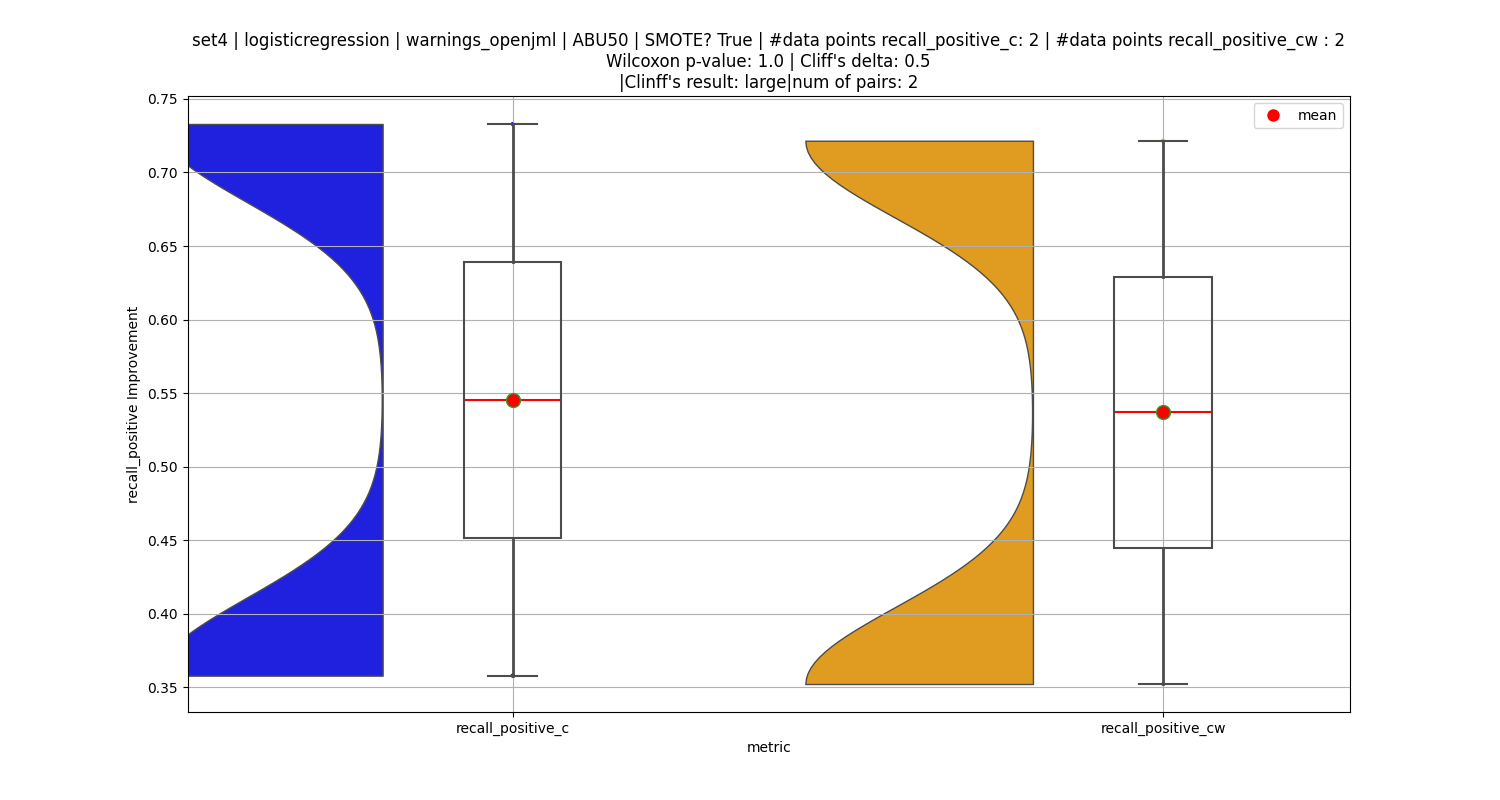 set4 | logisticregression | warnings_openjml | ABU50 | SMOTE? True | #data points recall_positive_c: 2 | #data points recall_positive_cw : 2
Wilcoxon p-value: 1.0 | Cliff's delta: 0.5
|Clinff's result: large|num of pairs: 2
mean
recall_positive Improvement
0.75
0.70
0.65
0.60
0.55
0.50
0.45
0.40
0.35
recall_positive_c
recall_positive_cw
metric